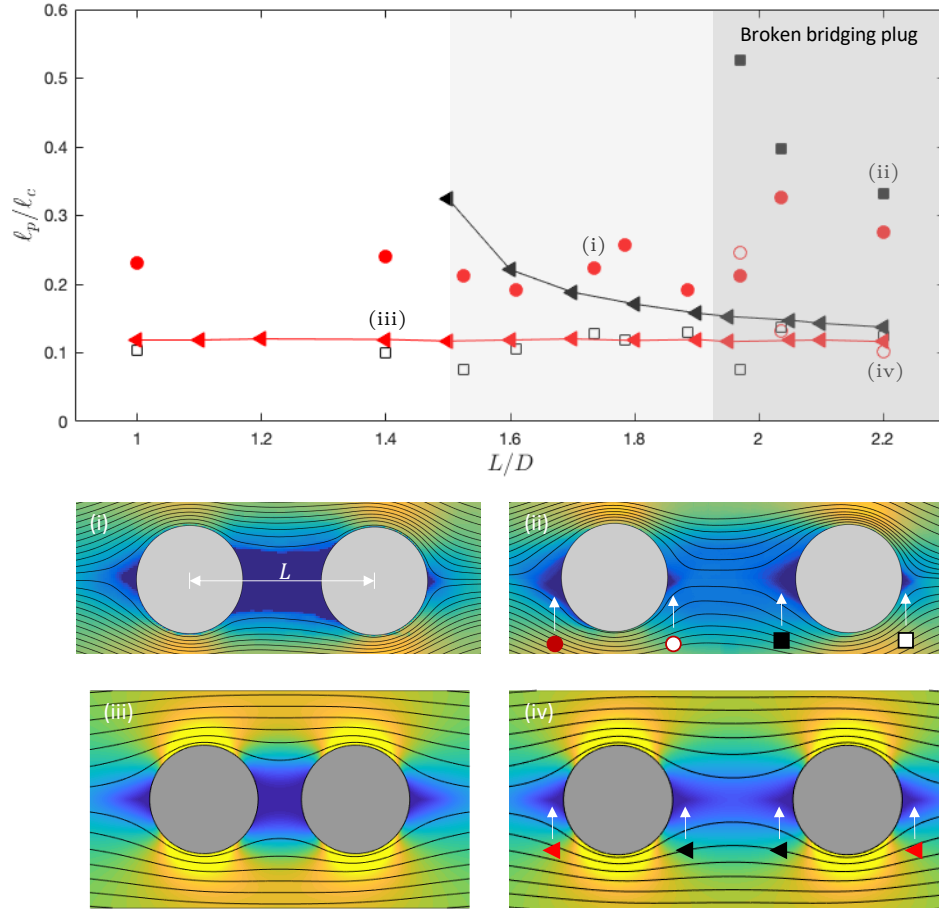 0.6
Broken bridging plug
0.5
0.4
(ii)
ℓp/ℓc
0.3
(i)
0.2
(iii)
0.1
(iv)
0
1
1.2
1.4
1.6
1.8
2
2.2
L/D
(i)
L
(ii)
(iii)
(iv)